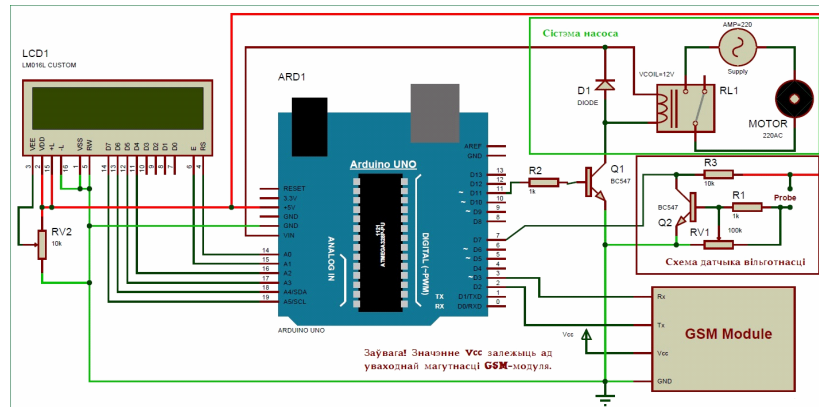 LCD1
LM016L CUSTOM
VEE
VDD
+L
-L
VSS
RW
D7
D6
D5
D4
D3
D2
D1
D0
E
RS
3
2
15
16
1
5
14
13
12
11
10
9
8
7
6
4
RV2
10k
ARD1
Arduino UNO
RESET
3.3V
+5V
GND
GND
VIN
14
15
16
17
18
19
A0
A1
A2
A3
A4/SDA
A5/SCL
ANALOG IN
1121
ATMEGA328P-PU
DIGITAL (~PWM)
TX
RX
AREF
GND
D13
D12
~ D11
~ D10
~ D9
D8
D7
~ D6
~ D5
D4
~ D3
D2
D1/TXD
D0/RXD
13
12
11
10
9
8
7
6
5
4
3
2
1
0
ARDUINO UNO
Сістэма насоса
AMP=220
Supply
VCOIL=12V
RL1
MOTOR
220AC
D1
DIODE
R2
1k
Q1
BC547
R3
10k
BC547
Q2
R1
1k
Probe
RV1
100k
Схема датчыка вільготнасці
Rx
Tx
Vcc
GND
GSM Module
Vcc
Заўвага! Значэнне Vcc залежыць ад
уваходнай магутнасці GSM-модуля.